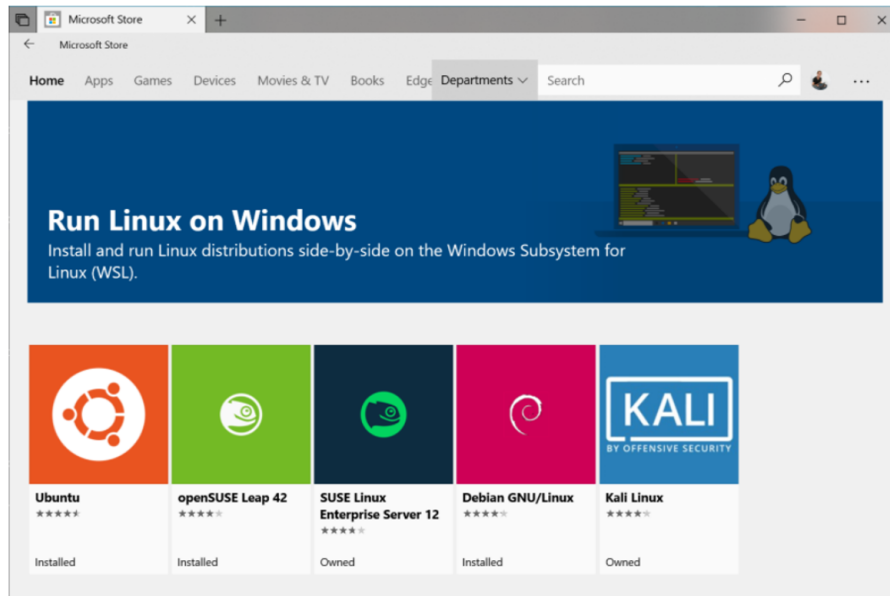 Microsoft Store
Microsoft Store
Home Apps Games Devices Movies & TV Books Edge Departments Search
Run Linux on Windows
Install and run Linux distributions side-by-side on the Windows Subsystem for
Linux (WSL).
KALI
BY OFFENSIVE SECURITY
Ubuntu
Installed
openSUSE Leap 42
Installed
SUSE Linux
Enterprise Server 12
Owned
Debian GNU/Linux
Installed
Kali Linux
Owned